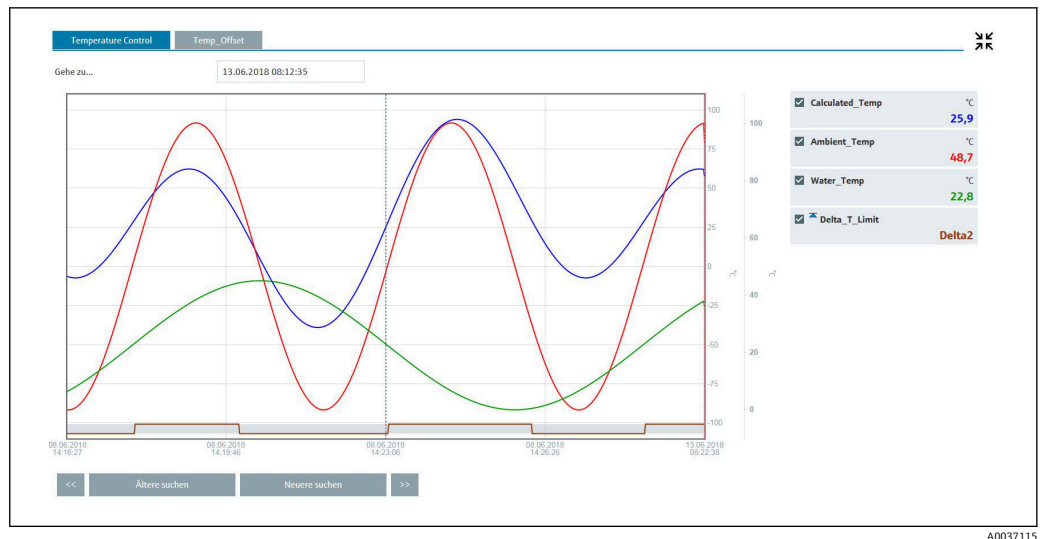 Temperature Control Temp_Offset
Gehe zu... 13.06.2018 08:12:35
Calculated_Temp °C
25,9
Ambient_Temp °C
48,7
Water_Temp °C
22,8
Delta_T_Limit
Delta2
100
75
50
25
0
-25
-50
-75
-100
°C
100
80
60
40
20
0
°C
08.06.2018
14:16:27
08.06.2018
14:19:46
08.06.2018
14:23:06
08.06.2018
14:26:26
13.06.2018
08:22:38
<< Ältere suchen Neuere suchen >>
A0037115